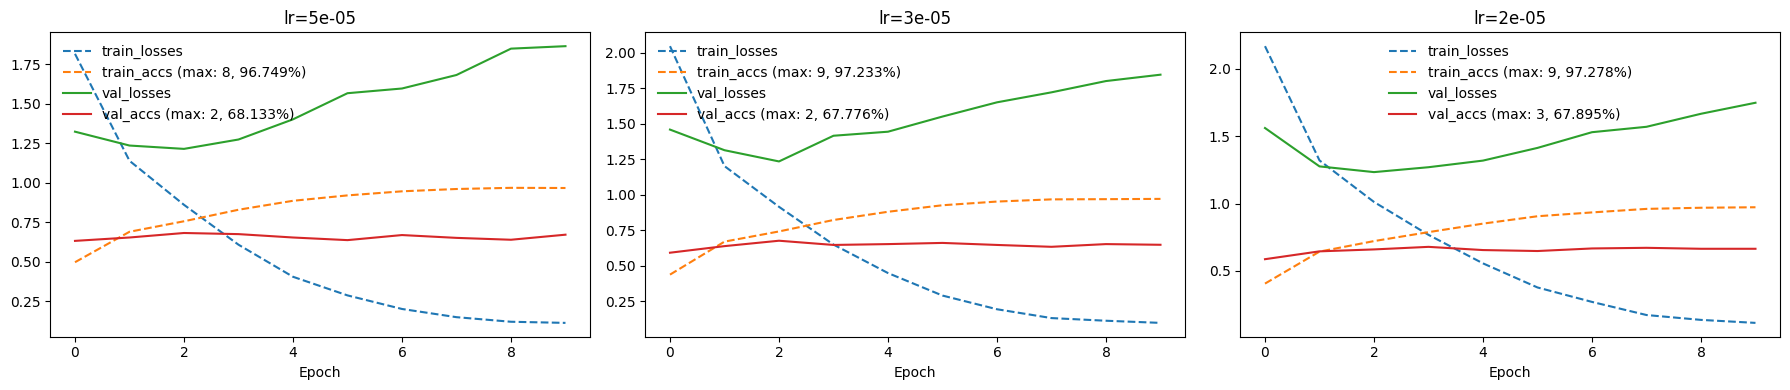 lr=5e-05
train_losses
train_accs (max: 8, 96.749%)
val_losses
val_accs (max: 2, 68.133%)
1.75
1.50
1.25
1.00
0.75
0.50
0.25
0 2 4 6 8
Epoch
lr=3e-05
train_losses
train_accs (max: 9, 97.233%)
val_losses
val_accs (max: 2, 67.776%)
2.00
1.75
1.50
1.25
1.00
0.75
0.50
0.25
0 2 4 6 8
Epoch
lr=2e-05
train_losses
train_accs (max: 9, 97.278%)
val_losses
val_accs (max: 3, 67.895%)
2.0
1.5
1.0
0.5
0 2 4 6 8
Epoch